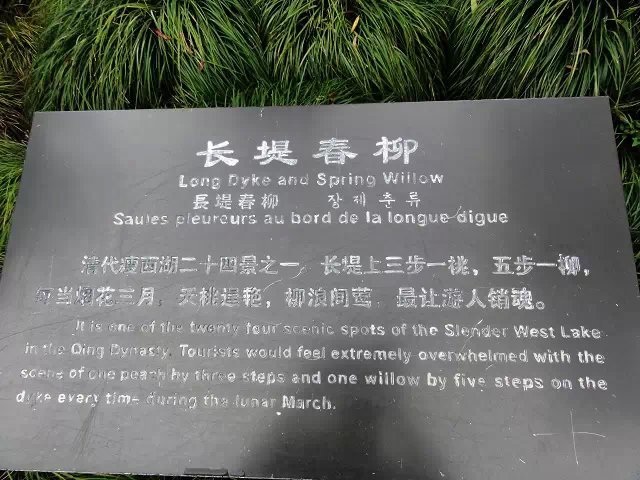 长堤春柳
Long Dyke and Spring Willow
長堤春柳 장제추류
Saules pleureurs au bord de la longue digue
清代瘦西湖二十四景之一，长堤上三步一桃，五步一柳，
每当烟花三月，夭桃逞艳，柳浪闻莺，最让游人销魂。
It is one of the twenty four scenic spots of the Slender West Lake
in the Qing Dynasty. Tourists would feel extremely overwhelmed with the
scene of one peach by three steps and one willow by five steps on the
dyke every time during the lunar March.